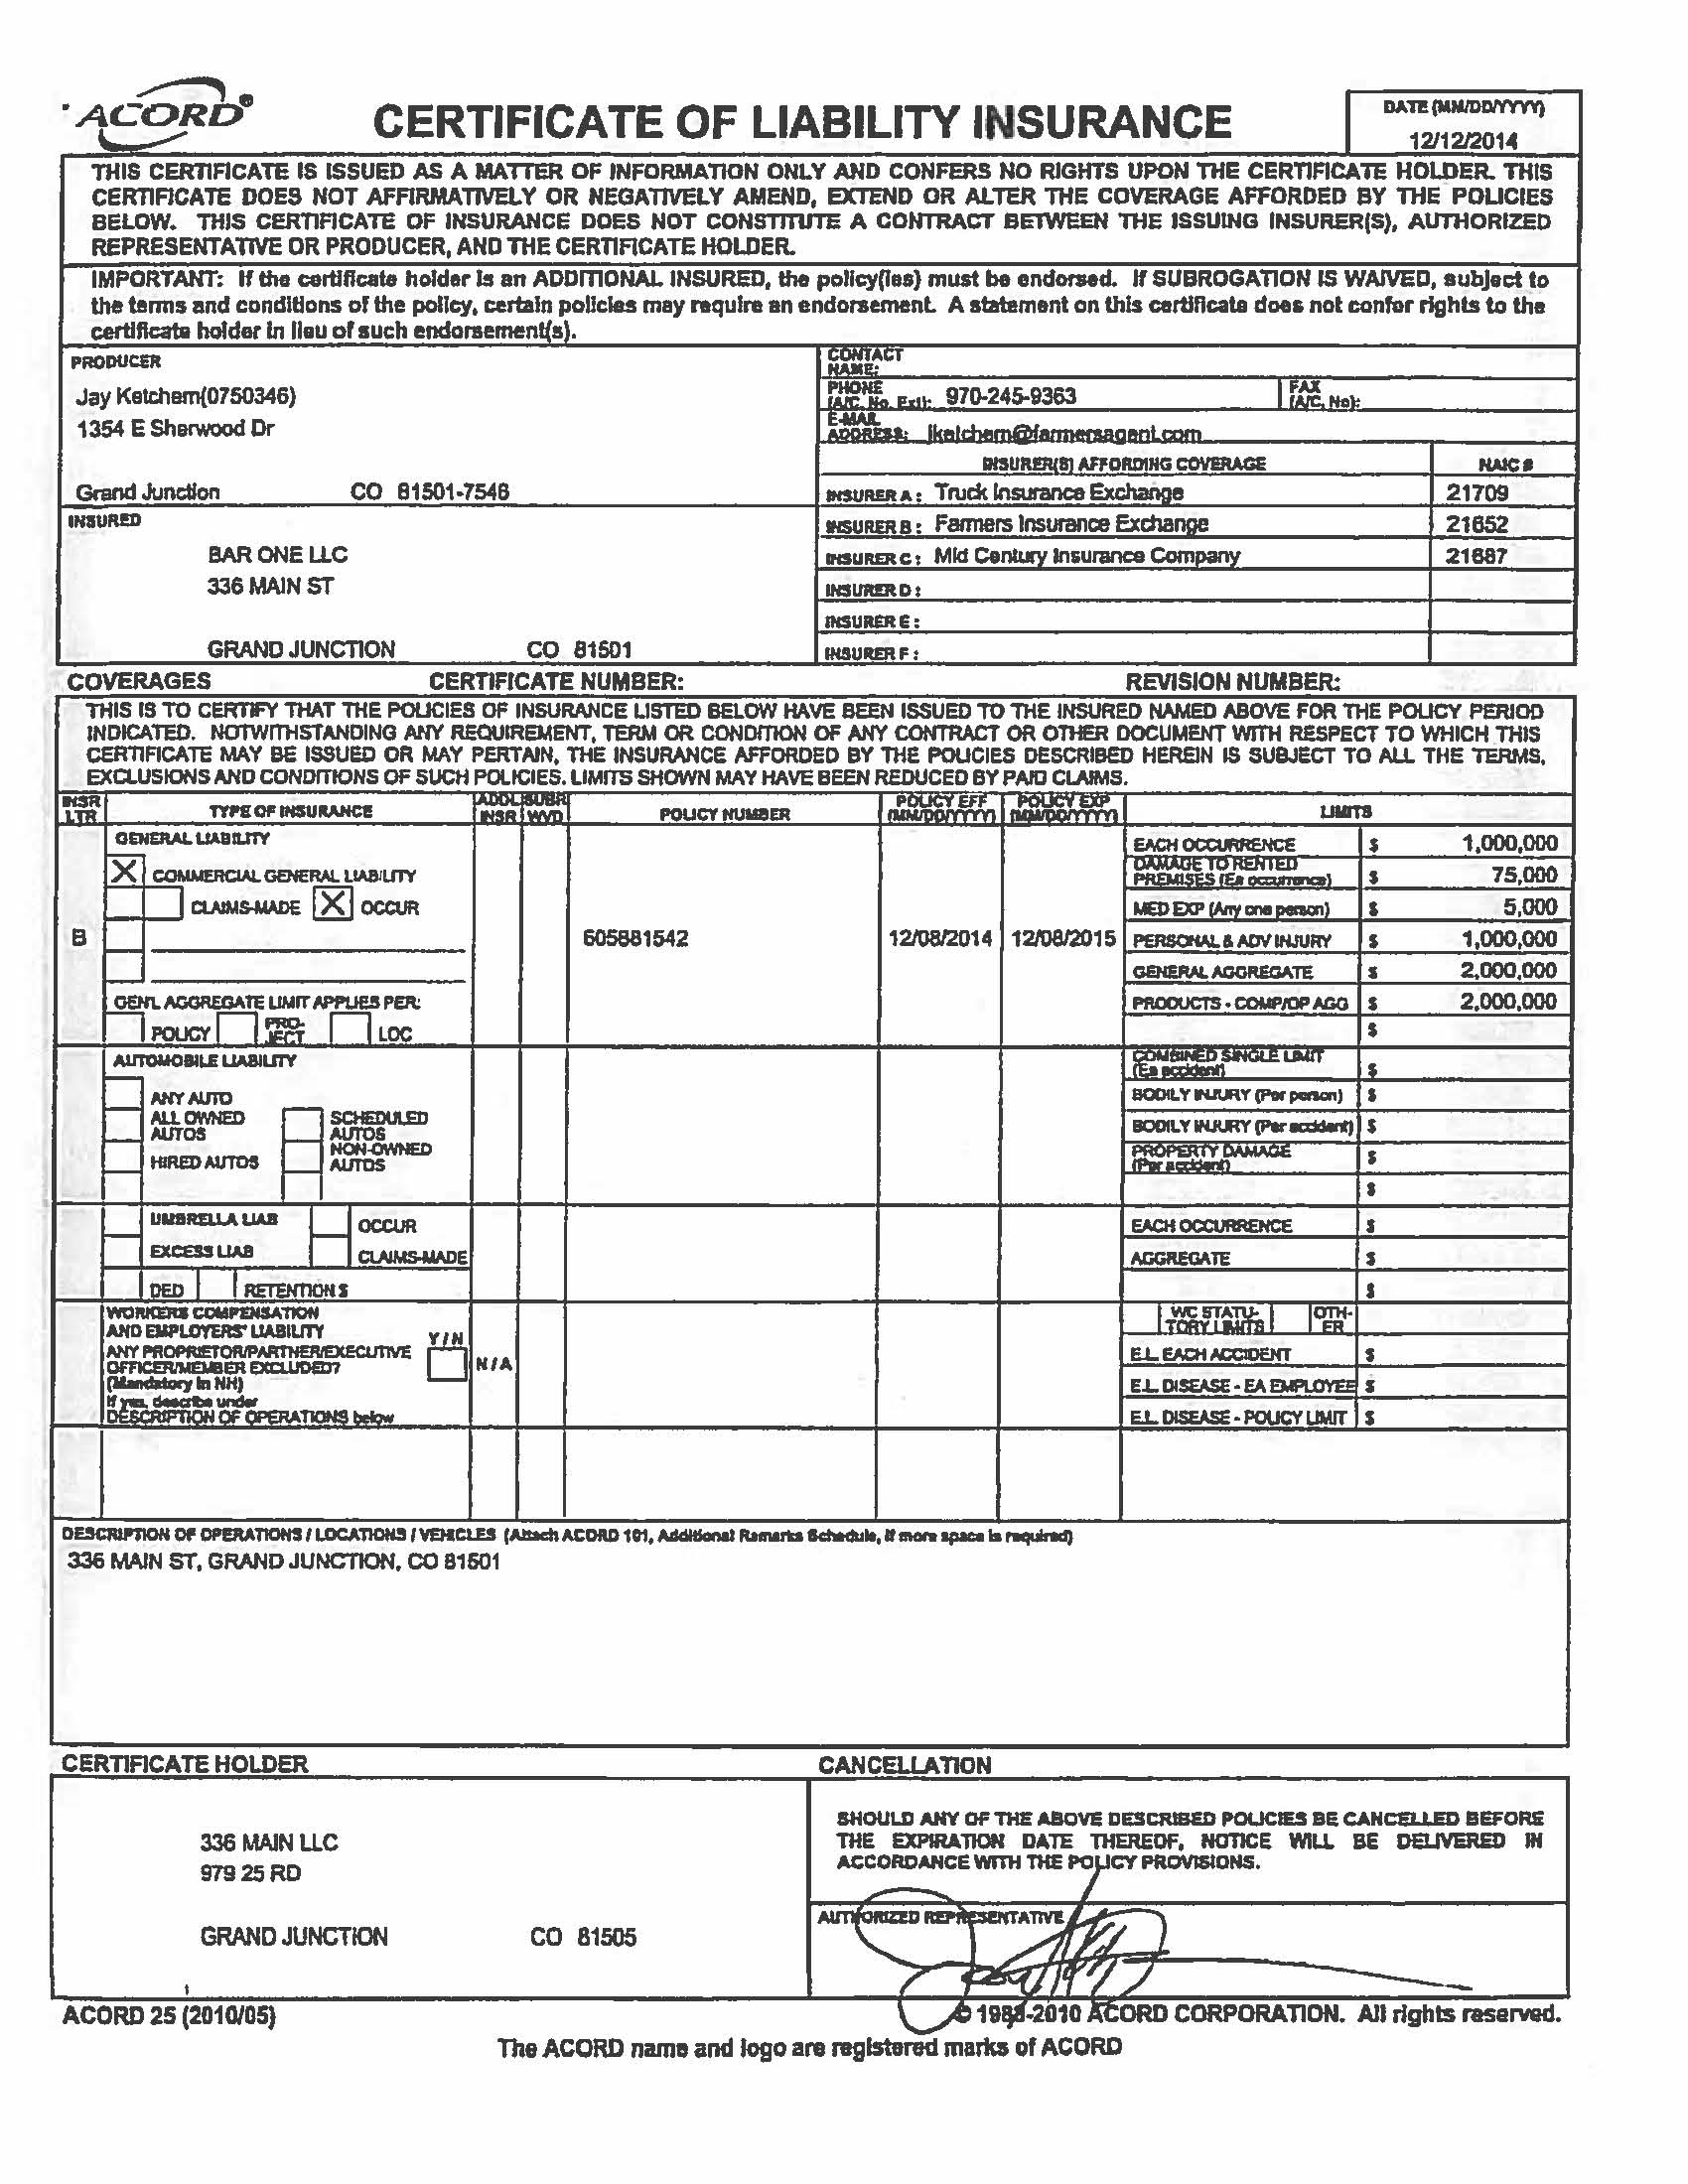 ACORD®
CERTIFICATE OF LIABILITY INSURANCE
DATE (MM/DD/YYYY)
12/12/2014
THIS CERTIFICATE IS ISSUED AS A MATTER OF INFORMATION ONLY AND CONFERS NO RIGHTS UPON THE CERTIFICATE HOLDER. THIS
CERTIFICATE DOES NOT AFFIRMATIVELY OR NEGATIVELY AMEND, EXTEND OR ALTER THE COVERAGE AFFORDED BY THE POLICIES
BELOW. THIS CERTIFICATE OF INSURANCE DOES NOT CONSTITUTE A CONTRACT BETWEEN THE ISSUING INSURER(S), AUTHORIZED
REPRESENTATIVE OR PRODUCER, AND THE CERTIFICATE HOLDER.
IMPORTANT: If the certificate holder is an ADDITIONAL INSURED, the policy(ies) must be endorsed. If SUBROGATION IS WAIVED, subject to
the terms and conditions of the policy, certain policies may require an endorsement. A statement on this certificate does not confer rights to the
certificate holder in lieu of such endorsement(s).
PRODUCER
Jay Ketchem(0750346)
1354 E Sherwood Dr
Grand Junction CO 81501-7546
CONTACT
NAME:
PHONE
(A/C, No, Ext): 970-245-9363
FAX
(A/C, No):
E-MAIL
ADDRESS: jketchem@farmersagent.com
INSURER(S) AFFORDING COVERAGE NAIC #
INSURER A : Truck Insurance Exchange 21709
INSURER B : Farmers Insurance Exchange 21652
INSURER C : Mid Century Insurance Company 21687
INSURER D :
INSURER E :
INSURER F :
INSURED
BAR ONE LLC
336 MAIN ST
GRAND JUNCTION CO 81501
COVERAGES CERTIFICATE NUMBER: REVISION NUMBER:
THIS IS TO CERTIFY THAT THE POLICIES OF INSURANCE LISTED BELOW HAVE BEEN ISSUED TO THE INSURED NAMED ABOVE FOR THE POLICY PERIOD
INDICATED. NOTWITHSTANDING ANY REQUIREMENT, TERM OR CONDITION OF ANY CONTRACT OR OTHER DOCUMENT WITH RESPECT TO WHICH THIS
CERTIFICATE MAY BE ISSUED OR MAY PERTAIN, THE INSURANCE AFFORDED BY THE POLICIES DESCRIBED HEREIN IS SUBJECT TO ALL THE TERMS,
EXCLUSIONS AND CONDITIONS OF SUCH POLICIES. LIMITS SHOWN MAY HAVE BEEN REDUCED BY PAID CLAIMS.
INSR
LTR
TYPE OF INSURANCE
ADDL
INSR
SUBR
WVD
POLICY NUMBER
POLICY EFF
(MM/DD/YYYY)
POLICY EXP
(MM/DD/YYYY)
LIMITS
B
GENERAL LIABILITY
X COMMERCIAL GENERAL LIABILITY
CLAIMS-MADE X OCCUR
GEN'L AGGREGATE LIMIT APPLIES PER:
POLICY PRO-
JECT LOC
605881542
12/08/2014
12/08/2015
EACH OCCURRENCE $ 1,000,000
DAMAGE TO RENTED
PREMISES (Ea occurrence) $ 75,000
MED EXP (Any one person) $ 5,000
PERSONAL & ADV INJURY $ 1,000,000
GENERAL AGGREGATE $ 2,000,000
PRODUCTS - COMP/OP AGG $ 2,000,000
$
AUTOMOBILE LIABILITY
ANY AUTO
ALL OWNED
AUTOS
SCHEDULED
AUTOS
HIRED AUTOS
NON-OWNED
AUTOS
COMBINED SINGLE LIMIT
(Ea accident) $
BODILY INJURY (Per person) $
BODILY INJURY (Per accident) $
PROPERTY DAMAGE
(Per accident) $
$
UMBRELLA LIAB OCCUR
EXCESS LIAB CLAIMS-MADE
DED RETENTION $
EACH OCCURRENCE $
AGGREGATE $
$
WORKERS COMPENSATION
AND EMPLOYERS' LIABILITY
Y / N
ANY PROPRIETOR/PARTNER/EXECUTIVE
OFFICER/MEMBER EXCLUDED?
(Mandatory in NH)
If yes, describe under
DESCRIPTION OF OPERATIONS below
N / A
WC STATU-
TORY LIMITS
OTH-
ER
E.L. EACH ACCIDENT $
E.L. DISEASE - EA EMPLOYEE $
E.L. DISEASE - POLICY LIMIT $
DESCRIPTION OF OPERATIONS / LOCATIONS / VEHICLES (Attach ACORD 101, Additional Remarks Schedule, if more space is required)
336 MAIN ST, GRAND JUNCTION, CO 81501
CERTIFICATE HOLDER
336 MAIN LLC
979 25 RD
GRAND JUNCTION CO 81505
CANCELLATION
SHOULD ANY OF THE ABOVE DESCRIBED POLICIES BE CANCELLED BEFORE
THE EXPIRATION DATE THEREOF, NOTICE WILL BE DELIVERED IN
ACCORDANCE WITH THE POLICY PROVISIONS.
AUTHORIZED REPRESENTATIVE
ACORD 25 (2010/05)
© 1988-2010 ACORD CORPORATION. All rights reserved.
The ACORD name and logo are registered marks of ACORD